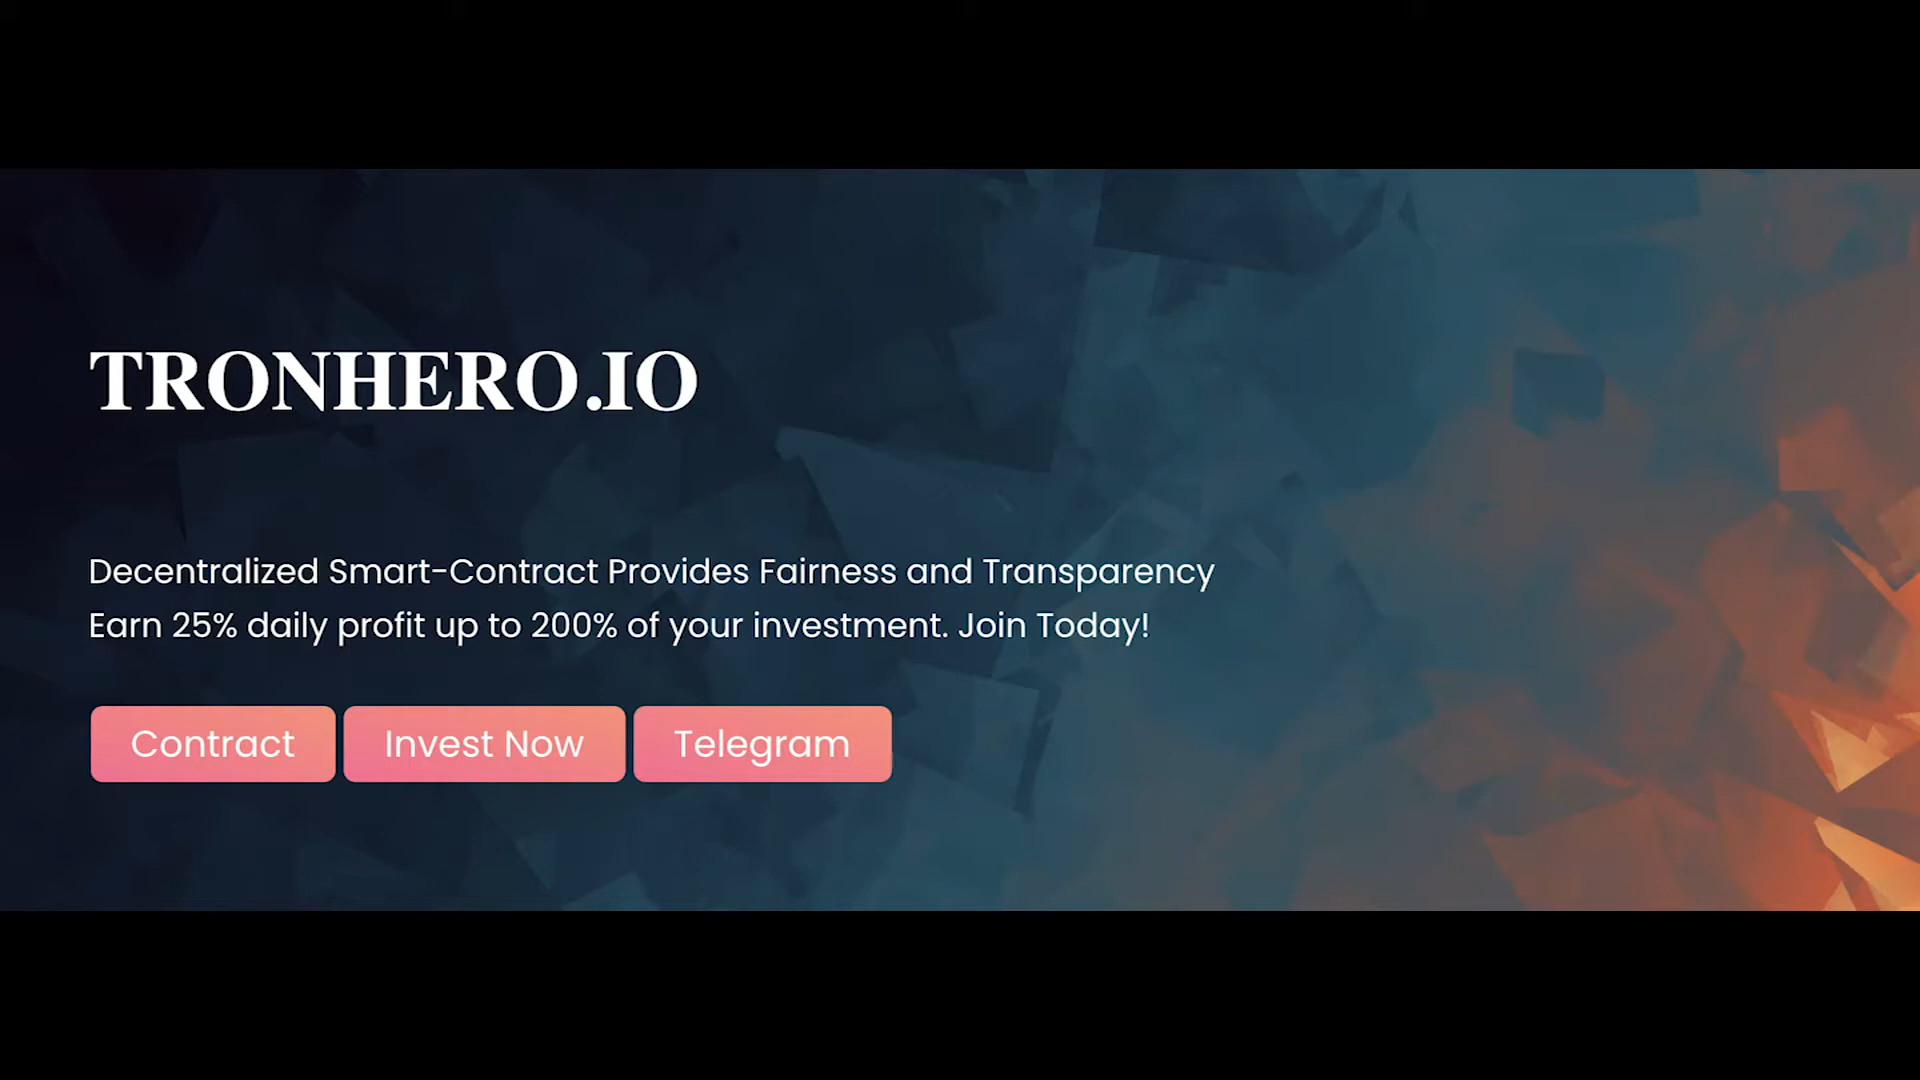 TRONHERO.IO
Decentralized Smart-Contract Provides Fairness and Transparency
Earn 25% daily profit up to 200% of your investment. Join Today!
Contract Invest Now Telegram